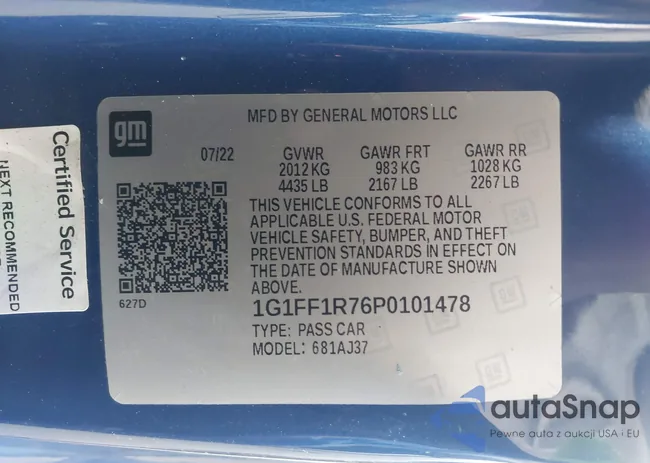 gm
MFD BY GENERAL MOTORS LLC
07/22 GVWR GAWR FRT GAWR RR
2012 KG 983 KG 1028 KG
4435 LB 2167 LB 2267 LB
THIS VEHICLE CONFORMS TO ALL
APPLICABLE U.S. FEDERAL MOTOR
VEHICLE SAFETY, BUMPER, AND THEFT
PREVENTION STANDARDS IN EFFECT ON
THE DATE OF MANUFACTURE SHOWN
ABOVE.
627D
1G1FF1R76P0101478
TYPE: PASS CAR
MODEL: 681AJ37
Certified Service
NEXT RECOMMENDED
autaSnap
Pewne auta z aukcji USA i EU